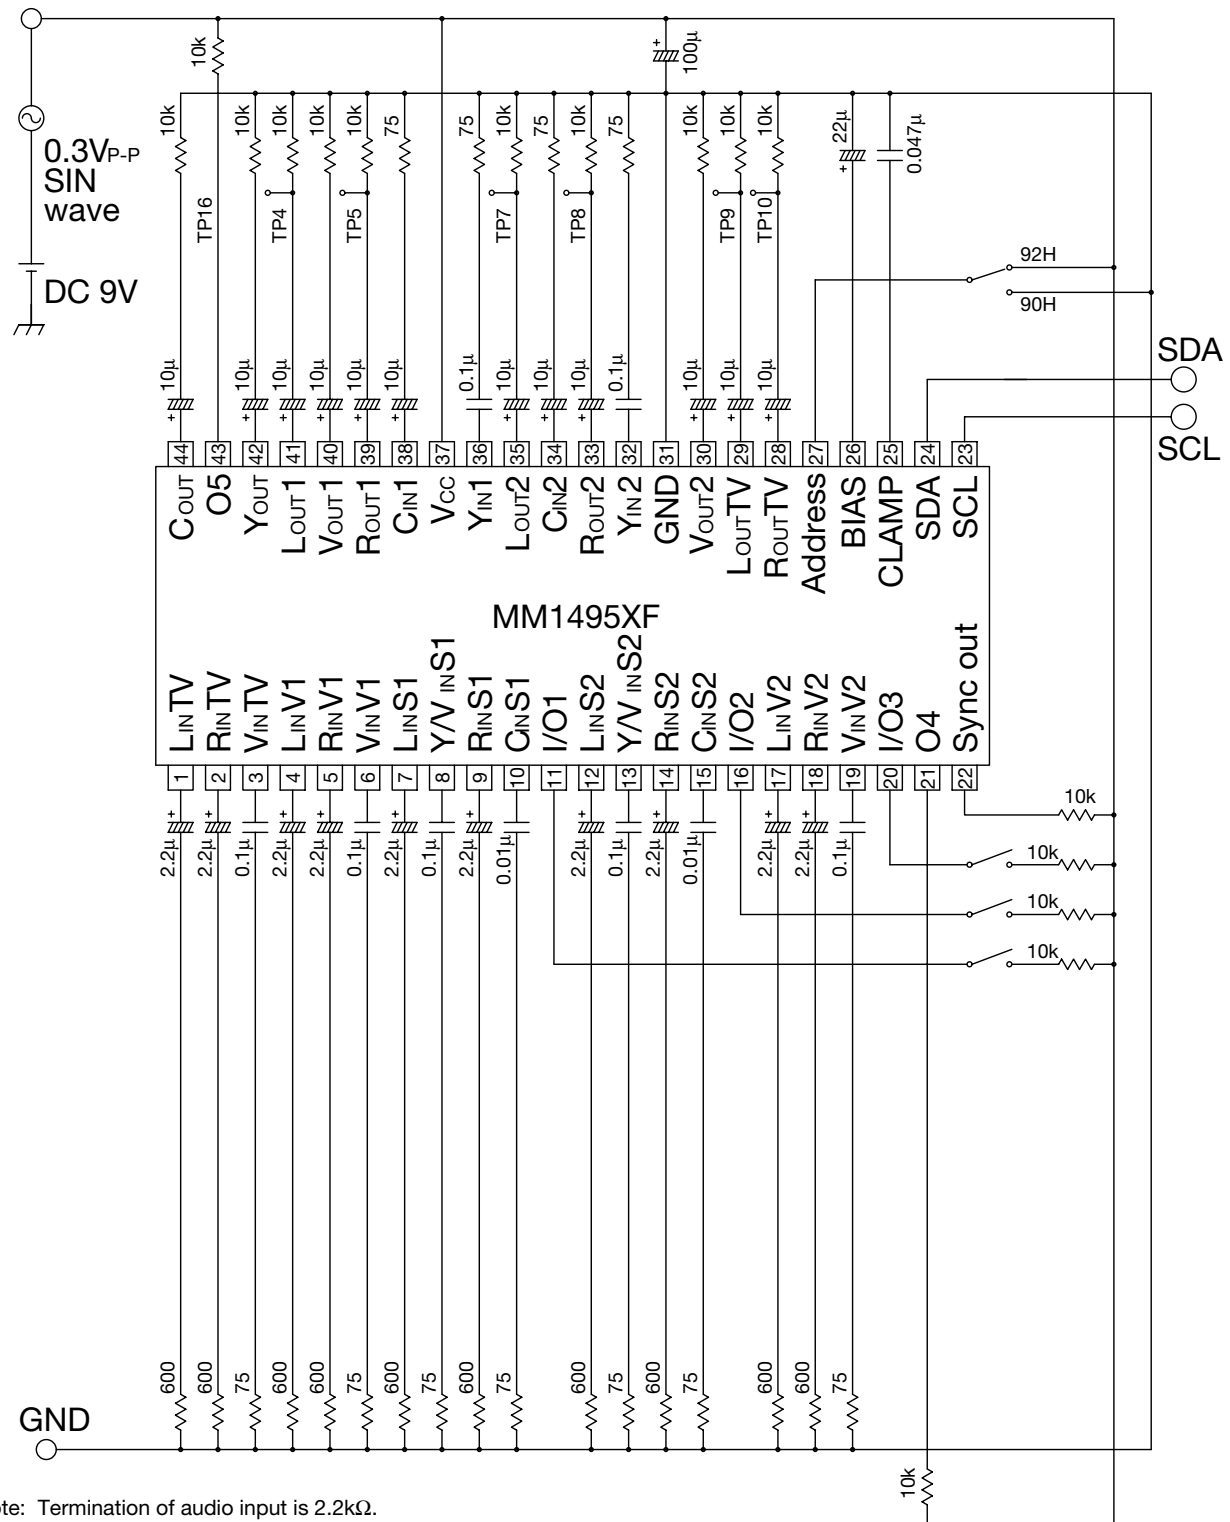 10k
100μ
0.3VP-P
SIN
wave
DC 9V
10k 10k 10k 10k 10k 75 75 10k 75 10k 75 10k 10k 10k 22μ 0.047μ
TP16 TP4 TP5 TP7 TP8 TP9 TP10
92H
90H
SDA
SCL
10μ 10μ 10μ 10μ 10μ 10μ 0.1μ 10μ 10μ 10μ 0.1μ 10μ 10μ 10μ
+ + + + + + + + + + + + + +
44 43 42 41 40 39 38 37 36 35 34 33 32 31 30 29 28 27 26 25 24 23
COUT O5 YOUT LOUT1 VOUT1 ROUT1 CIN1 VCC YIN1 LOUT2 CIN2 ROUT2 YIN2 GND VOUT2 LOUTTV ROUTTV Address BIAS CLAMP SDA SCL
MM1495XF
LINTV RINTV VINTV LINV1 RINV1 VINV1 LINS1 Y/VINS1 RINS1 CINS1 I/O1 LINS2 Y/VINS2 RINS2 CINS2 I/O2 LINV2 RINV2 VINV2 I/O3 O4 Sync out
1 2 3 4 5 6 7 8 9 10 11 12 13 14 15 16 17 18 19 20 21 22
2.2μ 2.2μ 0.1μ 2.2μ 2.2μ 0.1μ 2.2μ 0.1μ 2.2μ 0.01μ 2.2μ 0.1μ 2.2μ 0.01μ 2.2μ 2.2μ 0.1μ
10k
10k
10k
10k
600 600 75 600 600 75 600 75 600 75 600 75 600 75 600 600 75
GND
10k
te: Termination of audio input is 2.2kΩ.